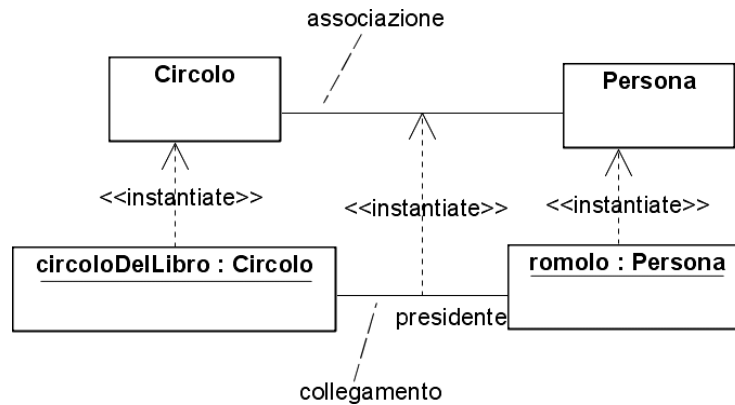 associazione
Circolo
Persona
<<instantiate>>
<<instantiate>>
<<instantiate>>
circoloDelLibro : Circolo
romolo : Persona
presidente
collegamento